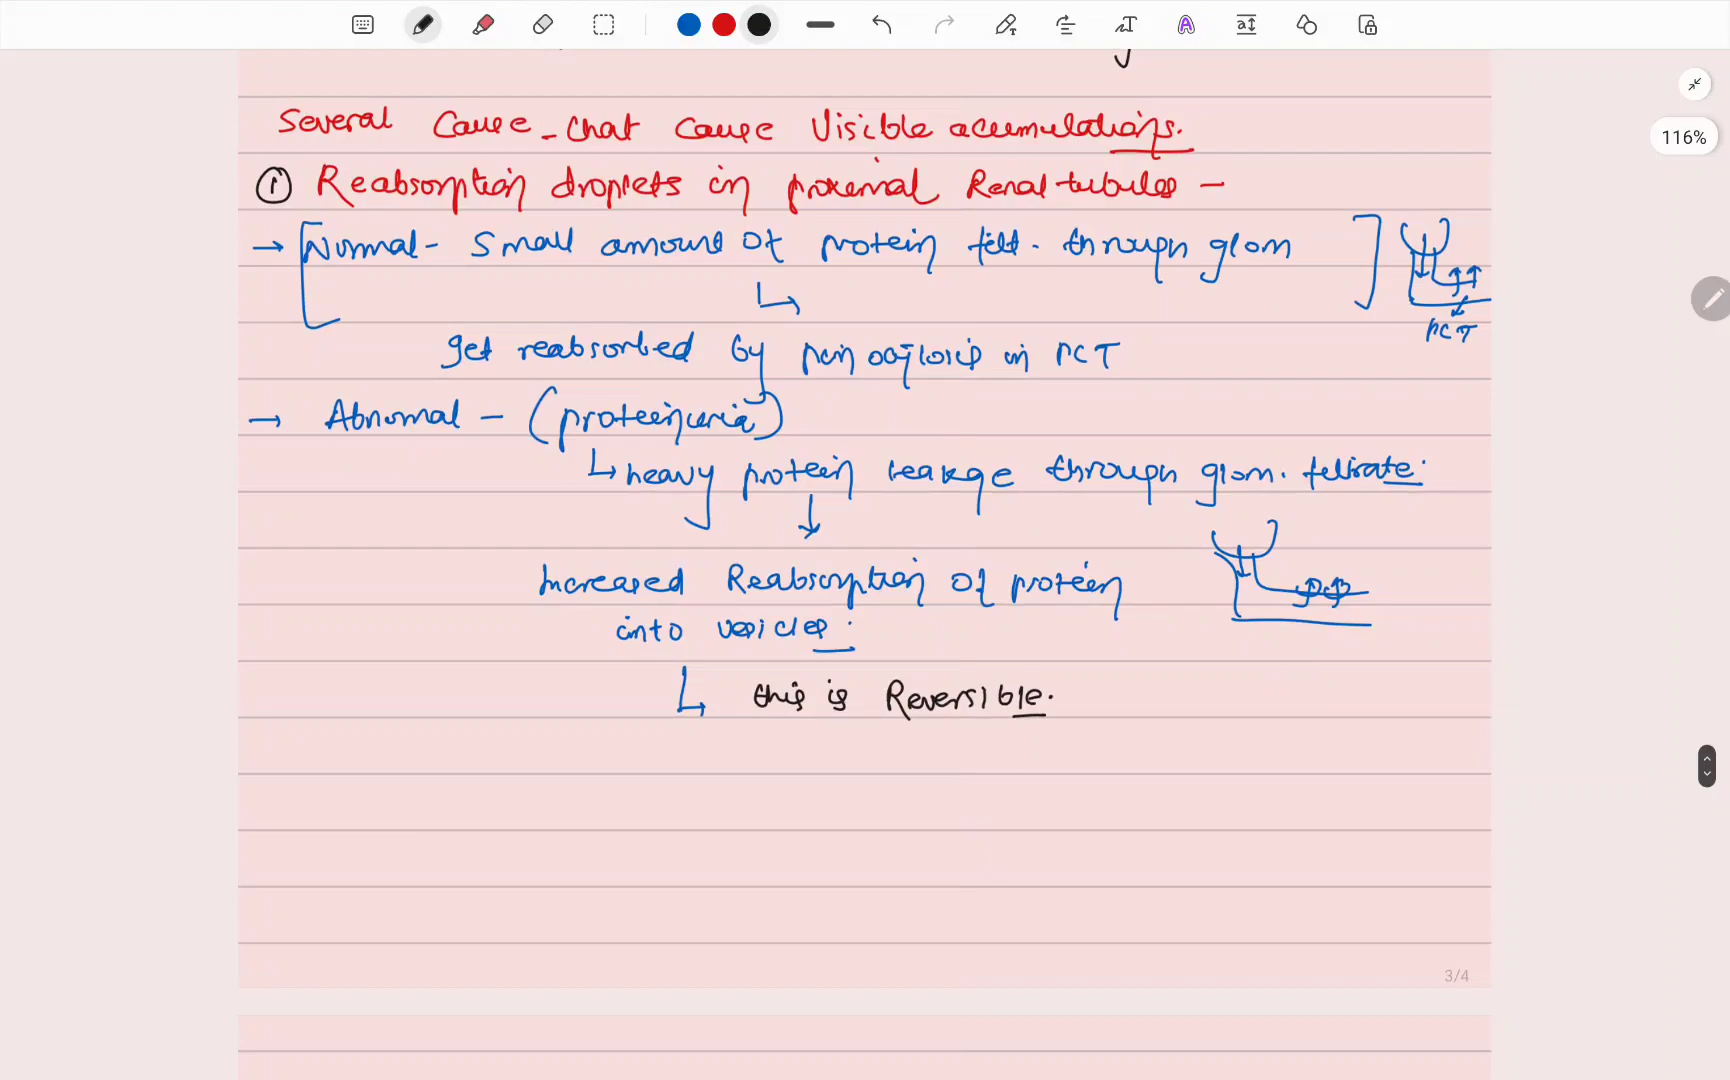 116%
Several Cause that cause Visible accumulations.
① Reabsorption droplets in proximal Renal tubules -
→ Normal - Small amount of protein filt. through glom
get reabsorbed by pinocytosis in PCT
PCT
→ Abnormal - (proteinuria)
heavy protein leakage through glom. filtrate.
Increased Reabsorption of protein
into vesicles.
this is Reversible.
3/4